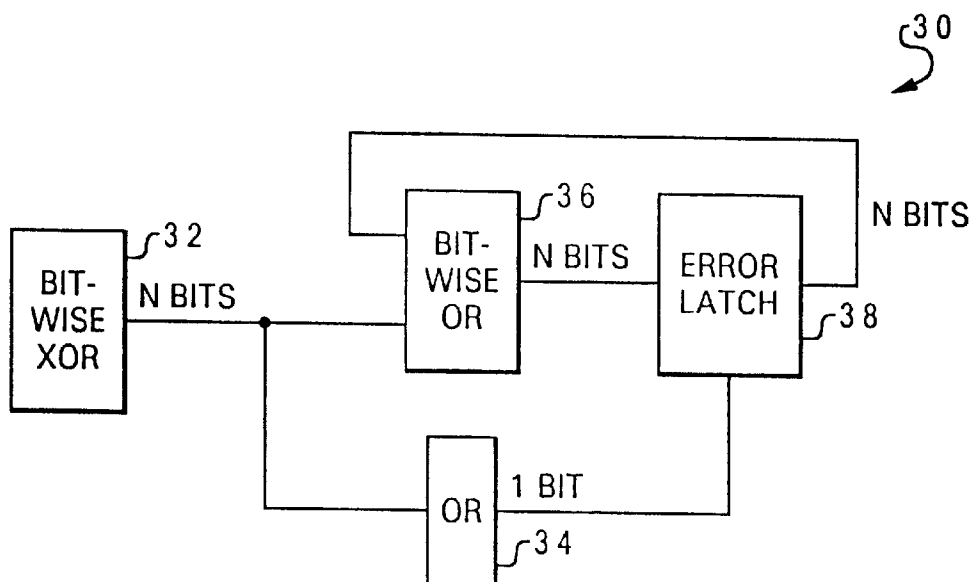 30
36
32
BIT-
WISE
XOR
N BITS
BIT-
WISE
OR
N BITS
ERROR
LATCH
N BITS
38
OR
1 BIT
34